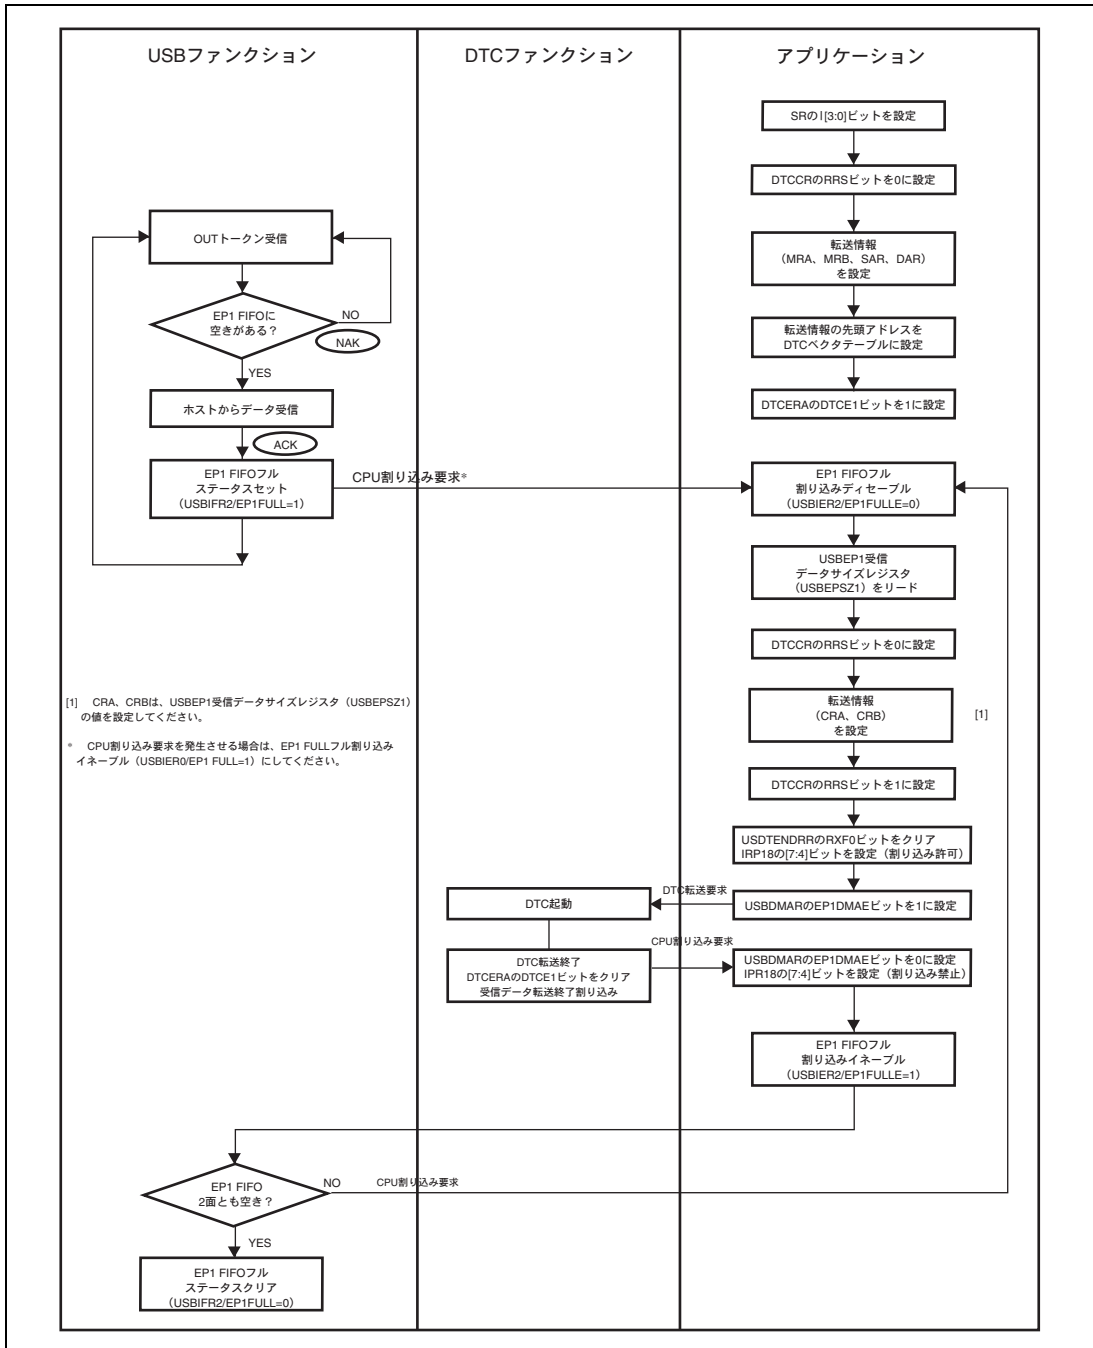 USBファンクション
DTCファンクション
アプリケーション
SRのI[3:0]ビットを設定
DTCCRのRRSビットを0に設定
転送情報
（MRA、MRB、SAR、DAR）
を設定
転送情報の先頭アドレスを
DTCベクタテーブルに設定
DTCERAのDTCE1ビットを1に設定
OUTトークン受信
EP1 FIFOに
空きがある？
NO
NAK
YES
ホストからデータ受信
ACK
EP1 FIFOフル
ステータスセット
（USBIFR2/EP1FULL=1）
CPU割り込み要求*
EP1 FIFOフル
割り込みディセーブル
（USBIER2/EP1FULLE=0）
USBEP1受信
データサイズレジスタ
（USBEPSZ1）をリード
DTCCRのRRSビットを0に設定
転送情報
（CRA、CRB）
を設定
[1]
DTCCRのRRSビットを1に設定
USDTENDRRのRXF0ビットをクリア
IRP18の[7:4]ビットを設定（割り込み許可）
USBDMARのEP1DMAEビットを1に設定
DTC転送要求
DTC起動
DTC転送終了
DTCERAのDTCE1ビットをクリア
受信データ転送終了割り込み
CPU割り込み要求
USBDMARのEP1DMAEビットを0に設定
IPR18の[7:4]ビットを設定（割り込み禁止）
EP1 FIFOフル
割り込みイネーブル
（USBIER2/EP1FULLE=1）
[1] CRA、CRBは、USBEP1受信データサイズレジスタ（USBEPSZ1）
の値を設定してください。
* CPU割り込み要求を発生させる場合は、EP1 FULLフル割り込み
イネーブル（USBIER0/EP1 FULL=1）にしてください。
EP1 FIFO
2面とも空き？
NO
CPU割り込み要求
YES
EP1 FIFOフル
ステータスクリア
（USBIFR2/EP1FULL=0）